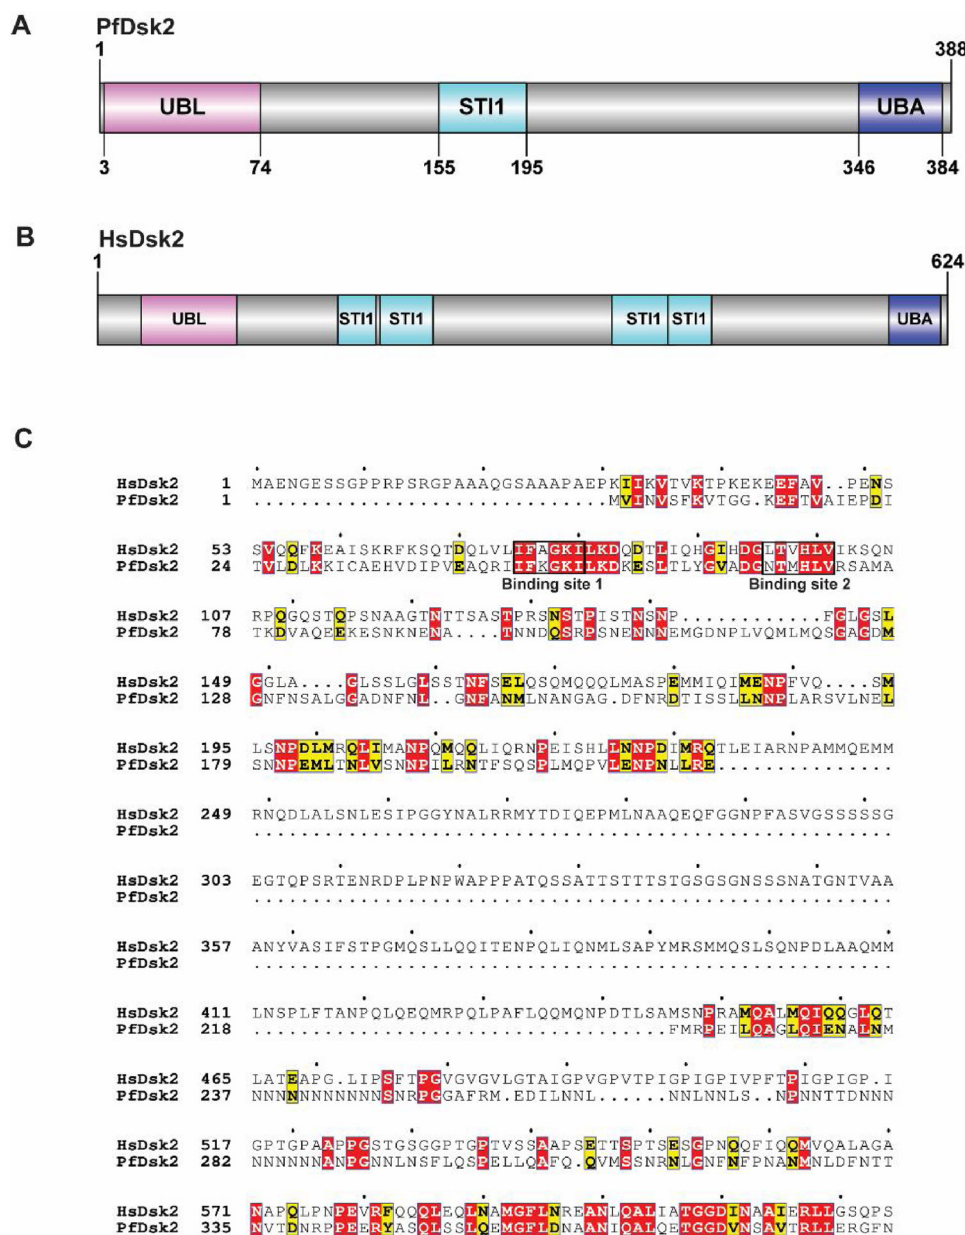 A
PfDsk2
1 388
UBL STI1 UBA
3 74 155 195 346 384
B
HsDsk2
1 624
UBL STI1 STI1 STI1 STI1 UBA
C
HsDsk2 1 MAENGESSGPPRPSRGPAAAQGSAAAPAEPKIIKVTVKTPKEKEEFAV..PENS
PfDsk2 1 ...............................MVINVSFKVTGG.KEFTVAIEPDI
HsDsk2 53 SVQQFKEAISKRFKSQTDQLVLIFAGKILKDQDTLIQHGIHDGLTVHLVIKSQN
PfDsk2 24 TVLDLKKICAEHVDIPVEAQRIIFKGKILKDKESLTLYGVADGNTMHLVRSAMA
Binding site 1 Binding site 2
HsDsk2 107 RPQGQSTQPSNAAGTNTTSASTPRSNSTPISTNSNP............FGLGSL
PfDsk2 78 TKDVAQEEKESNKNENA....TNNDQSRPSNENNNEMGDNPLVQMLMQSGAGDM
HsDsk2 149 GGLA....GLSSLGLSSTNFSELQSQMQQQLMASPEMMIQIMENPFVQ....SM
PfDsk2 128 GNFNSALGGADNFNL..GNFANMLNANGAG.DFNRDTISSLLNNPLARSVLNEL
HsDsk2 195 LSNPDLMRQLIMANPQMQQLIQRNPEISHLLNNPDIMRQTLEIARNPAMMQEMM
PfDsk2 179 SNNPEMLTNLVSNNPILRNTFSQSPLMQPVLENPNLLRE...............
HsDsk2 249 RNQDLALSNLESIPGGYNALRRMYTDIQEPMLNAAQEQFGGNPFASVGSSSSSG
PfDsk2 ......................................................
HsDsk2 303 EGTQPSRTENRDPLPNPWAPPPATQSSATTSTTTSTGSGSGNSSSNATGNTVAA
PfDsk2 ......................................................
HsDsk2 357 ANYVASIFSTPGMQSLLQQITENPQLIQNMLSAPYMRSMMQSLSQNPDLAAQMM
PfDsk2 ......................................................
HsDsk2 411 LNSPLFTANPQLQEQMRPQLPAFLQQMQNPDTLSAMSNPRAMQALMQIQQGLQT
PfDsk2 218 ...................................FMRPEILQAGLQIENALNM
HsDsk2 465 LATEAPG.LIPSFTPGVGVGVLGTAIGPVGPVTPIGPIGPIVPFTPIGPIGP.I
PfDsk2 237 NNNNNNNNNNNSNRPGGAFRM.EDILNNL......NNLNNLS..NPNNTTDNNN
HsDsk2 517 GPTGPAAPPGSTGSGGPTGPTVSSAAPSETTSPTSESGPNQQFIQQMVQALAGA
PfDsk2 282 NNNNNNANPGNNLNSFLQSPELLQAFQ.QVMSSNRNLGNFNFPNANMNLDFNTT
HsDsk2 571 NAPQLPNPEVRFQQQLEQLNAMGFLNREANLQALIATGGDINAAIERLLGSQPS
PfDsk2 335 NVTDNRPPEERYASQLSSLQEMGFLDNAANIQALQETGGDVNSAVTRLLERGFN